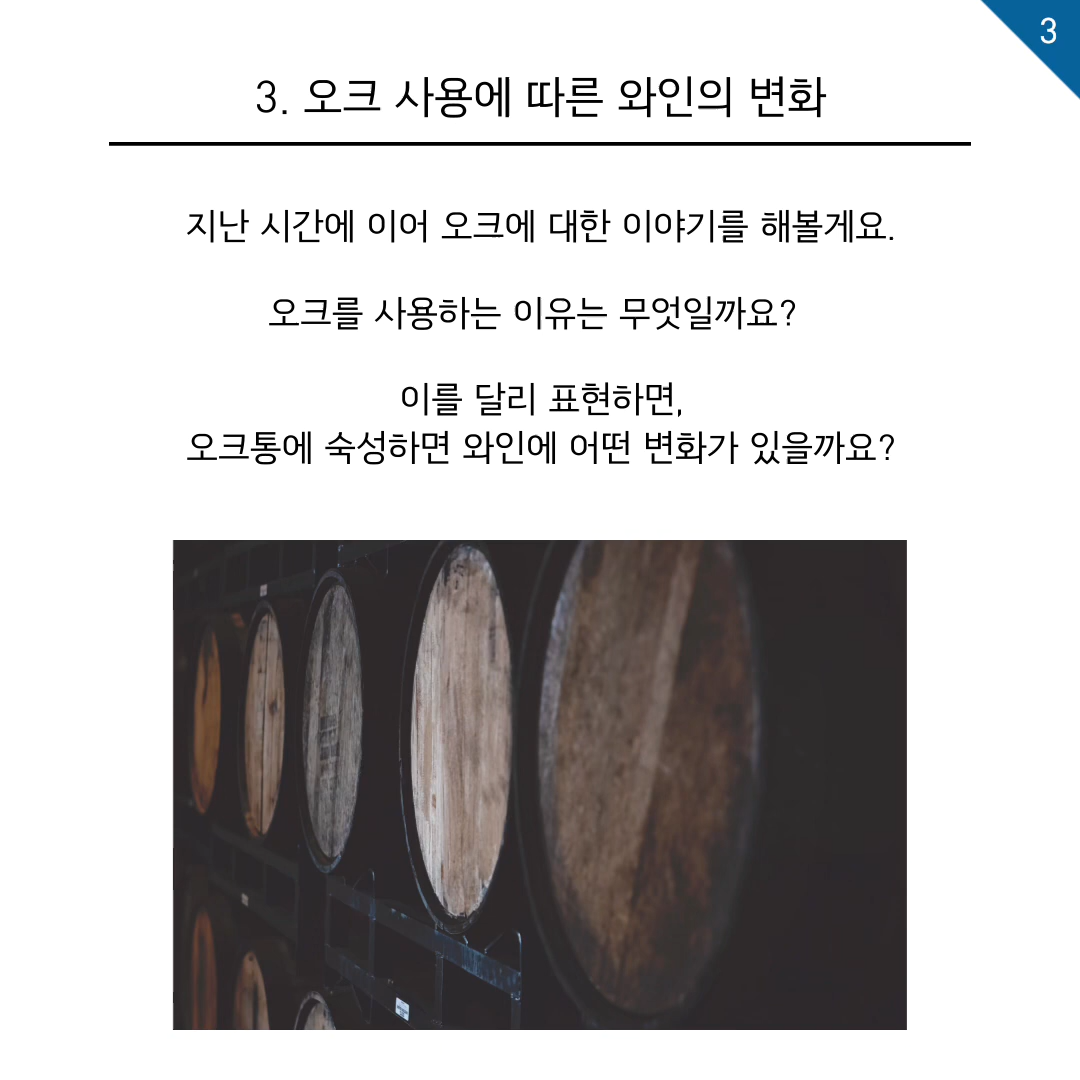 3
3. 오크 사용에 따른 와인의 변화
지난 시간에 이어 오크에 대한 이야기를 해볼게요.
오크를 사용하는 이유는 무엇일까요?
이를 달리 표현하면,
오크통에 숙성하면 와인에 어떤 변화가 있을까요?